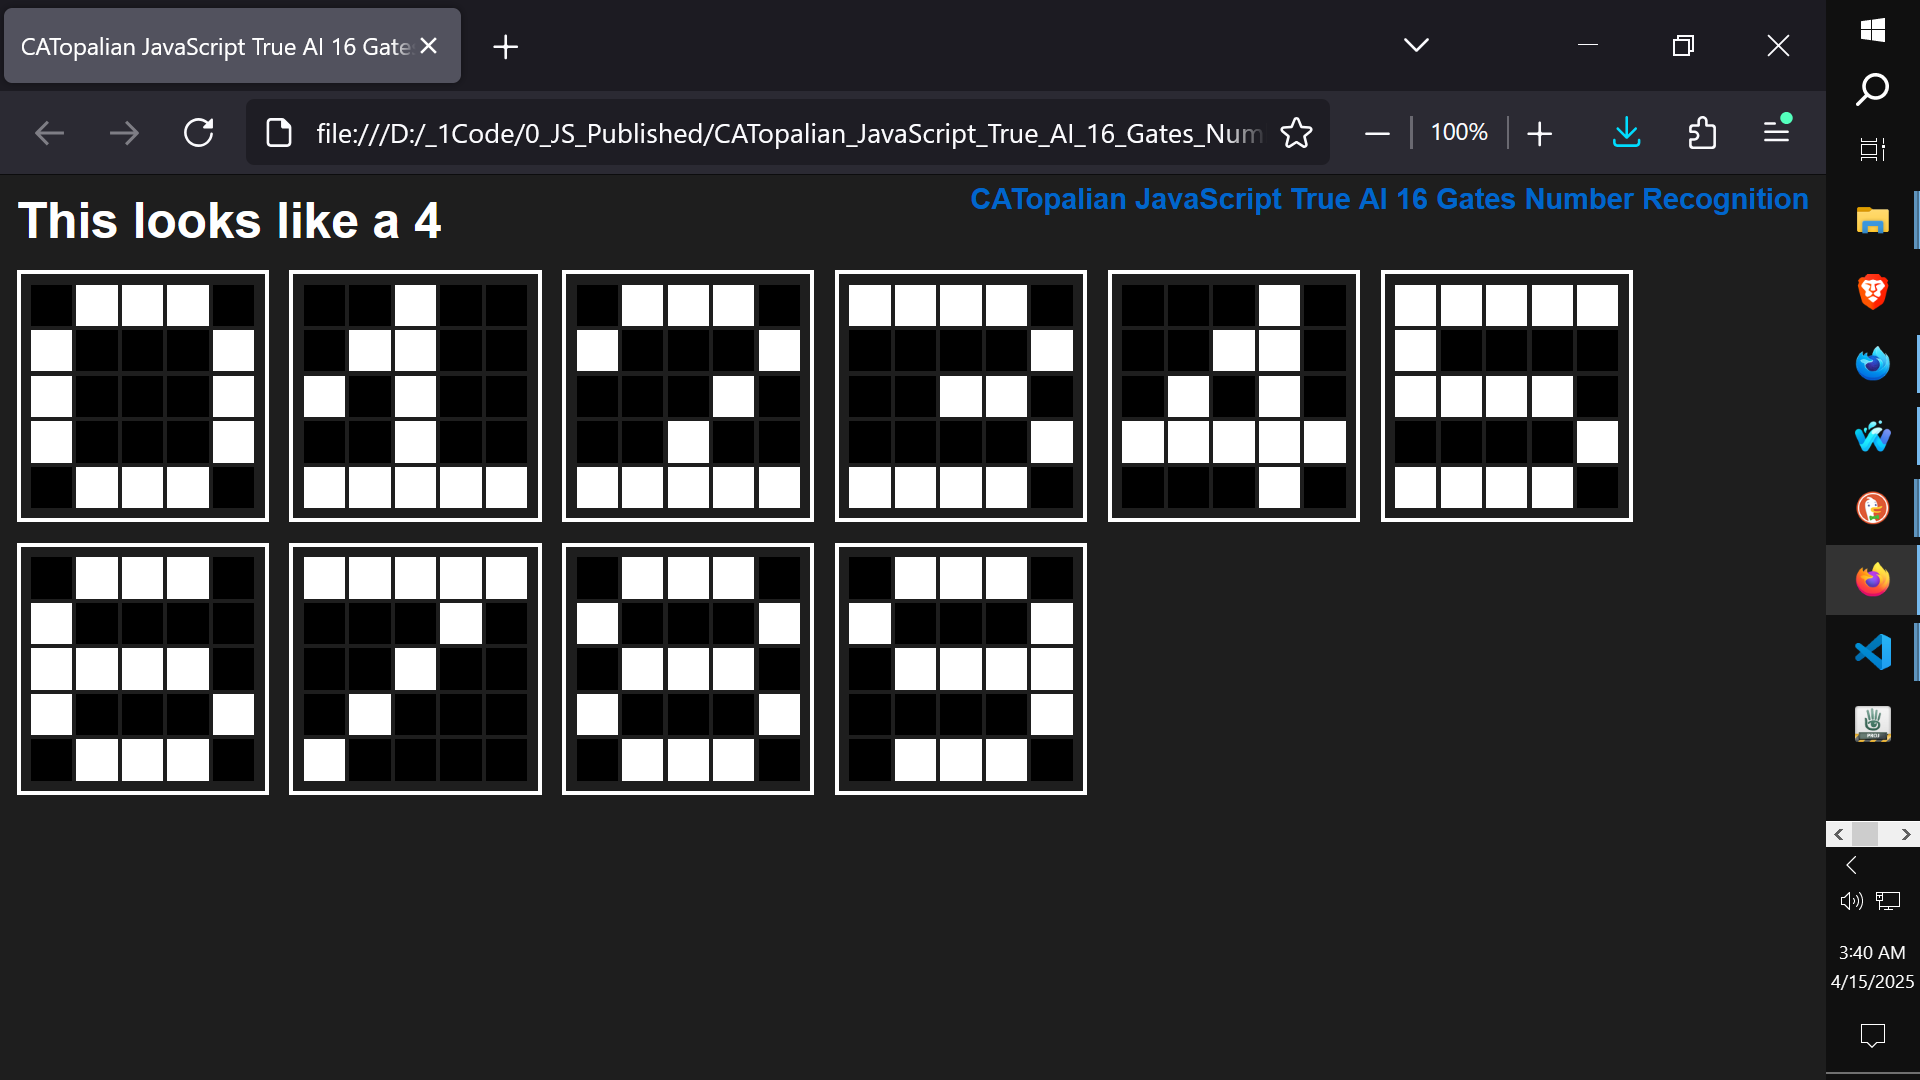 CATopalian JavaScript True AI 16 Gate
file:///D:/_1Code/0_JS_Published/CATopalian_JavaScript_True_AI_16_Gates_Num
100%
CATopalian JavaScript True AI 16 Gates Number Recognition
This looks like a 4
PROJ
3:40 AM
4/15/2025